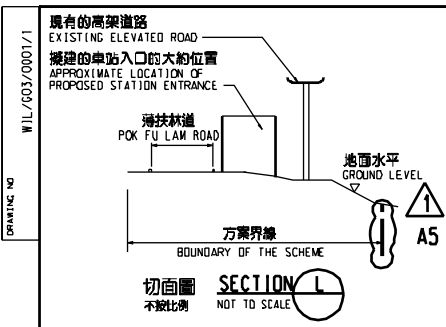 現有的高架道路
EXISTING ELEVATED ROAD
擬建的車站入口的大約位置
APPROXIMATE LOCATION OF
PROPOSED STATION ENTRANCE
薄扶林道
POK FU LAM ROAD
地面水平
GROUND LEVEL
1
A5
方案界線
BOUNDARY OF THE SCHEME
切面圖 SECTION L
不按比例 NOT TO SCALE
DRAWING NO
WIL/G03/0001/1